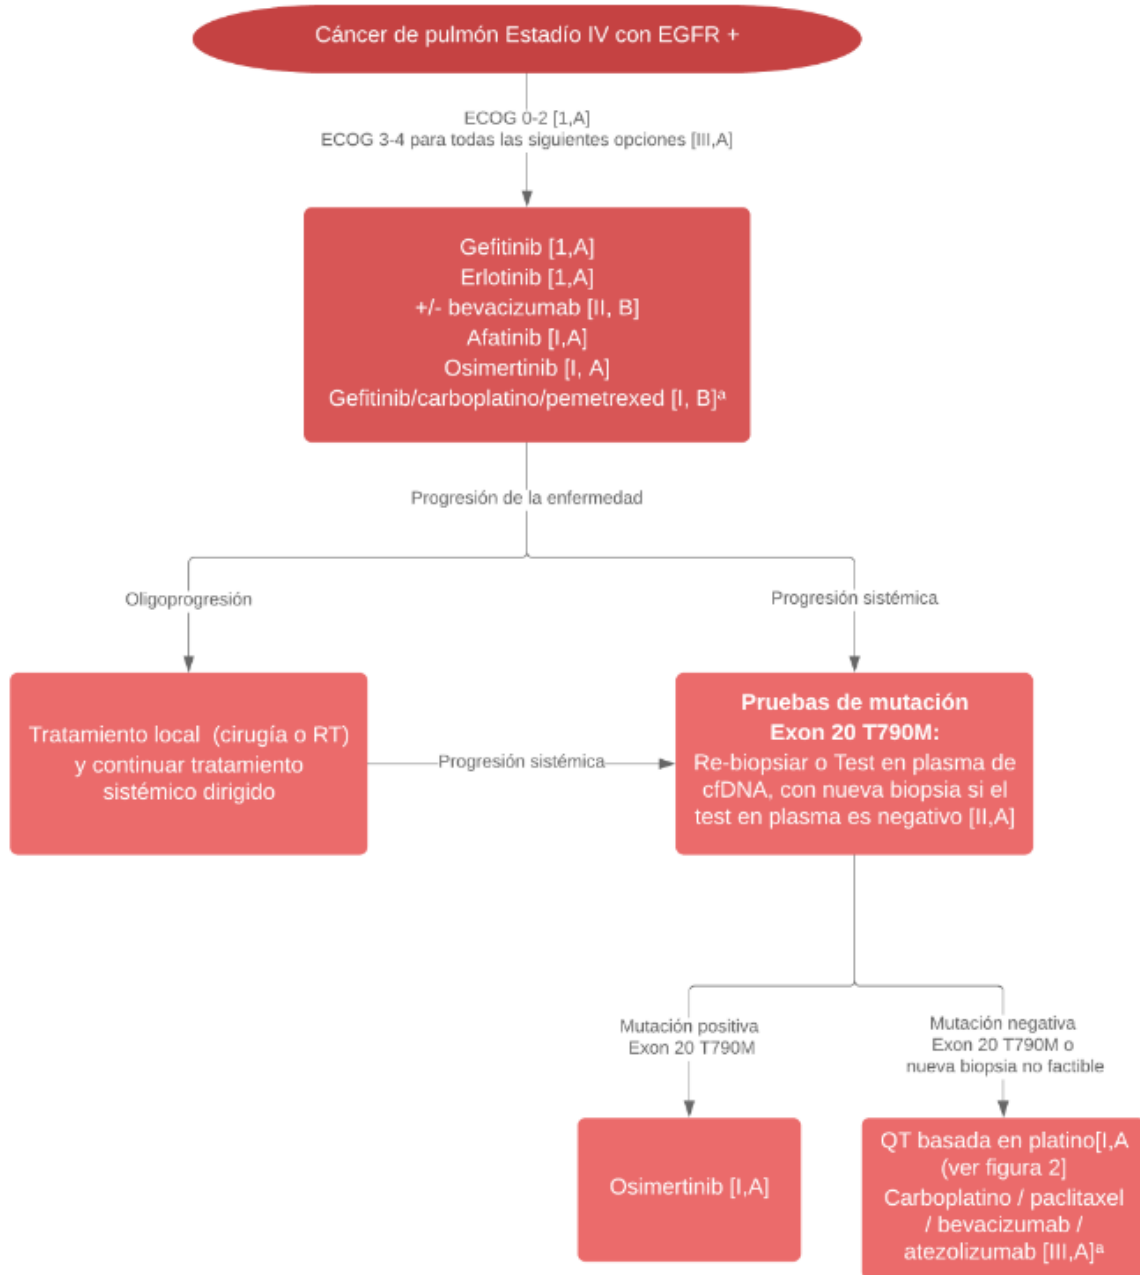 Cáncer de pulmón Estadío IV con EGFR +
ECOG 0-2 [1,A]
ECOG 3-4 para todas las siguientes opciones [III,A]
Gefitinib [1,A]
Erlotinib [1,A]
+/- bevacizumab [II, B]
Afatinib [I,A]
Osimertinib [I, A]
Gefitinib/carboplatino/pemetrexed [I, B]ª
Progresión de la enfermedad
Oligoprogresión
Progresión sistémica
Tratamiento local  (cirugía o RT)
y continuar tratamiento
sistémico dirigido
Progresión sistémica
Pruebas de mutación
Exon 20 T790M:
Re-biopsiar o Test en plasma de
cfDNA, con nueva biopsia si el
test en plasma es negativo [II,A]
Mutación positiva
Exon 20 T790M
Mutación negativa
Exon 20 T790M o
nueva biopsia no factible
Osimertinib [I,A]
QT basada en platino[I,A
(ver figura 2]
Carboplatino / paclitaxel
/ bevacizumab /
atezolizumab [III,A]ª